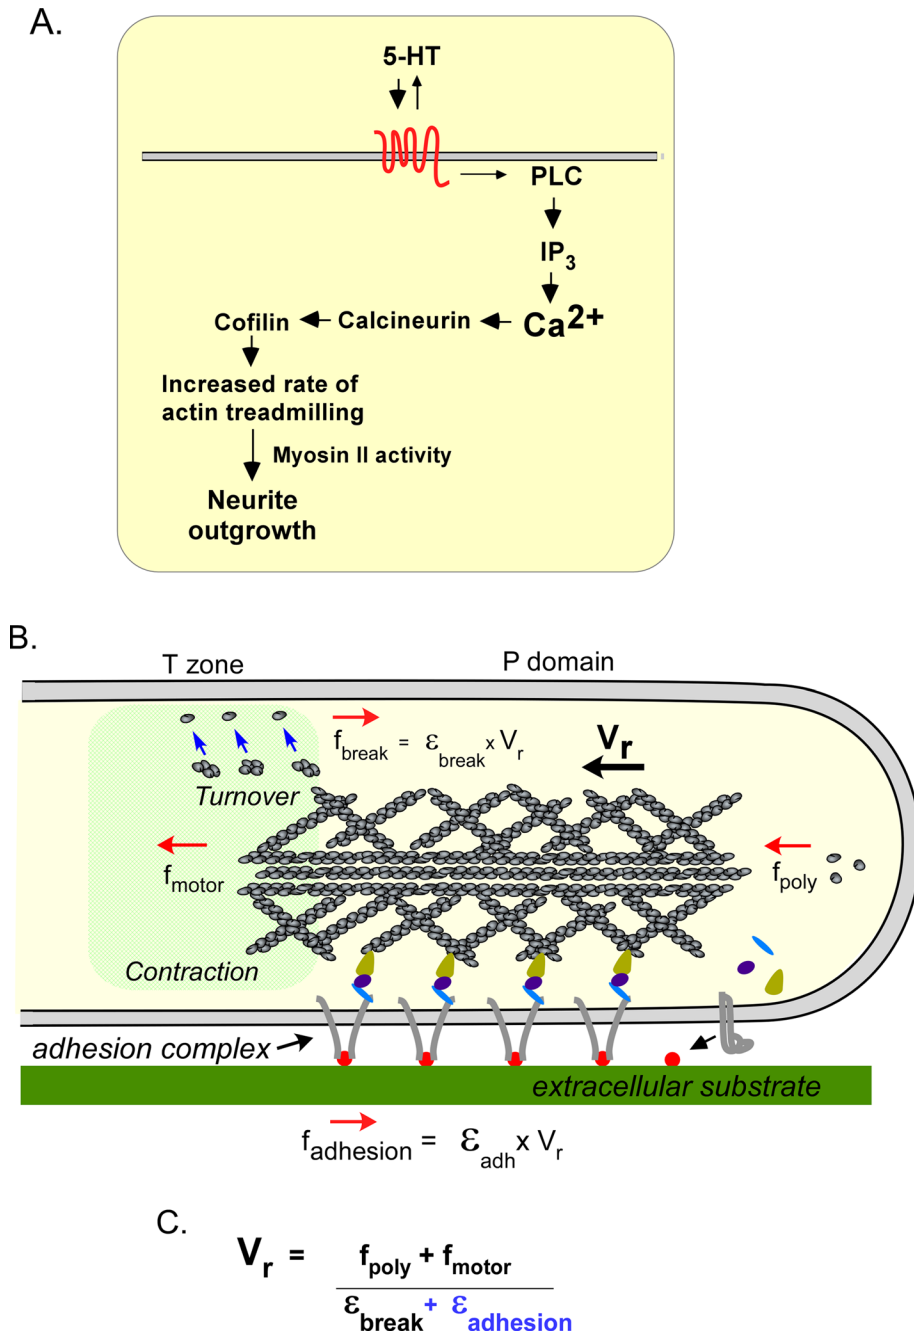 A.
5-HT
PLC
IP3
Ca2+
Calcineurin
Cofilin
Increased rate of
actin treadmilling
Myosin II activity
Neurite
outgrowth
B.
T zone
P domain
fbreak = εbreak x Vr
Vr
Turnover
fmotor
fpoly
Contraction
adhesion complex
extracellular substrate
fadhesion = εadh x Vr
C.
Vr = fpoly + fmotor
εbreak + εadhesion